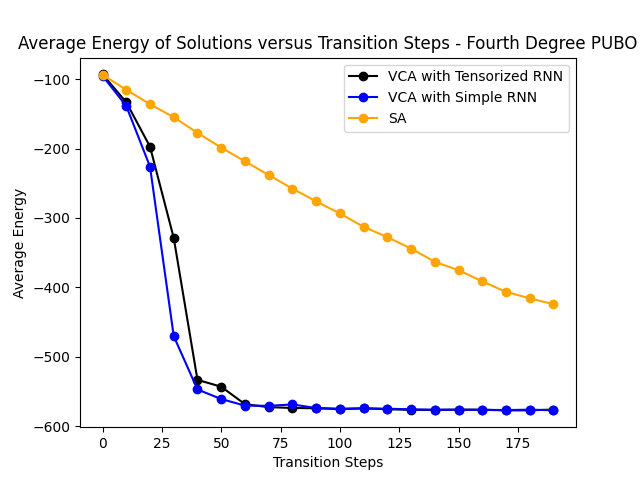 Average Energy of Solutions versus Transition Steps - Fourth Degree PUBO
VCA with Tensorized RNN
VCA with Simple RNN
SA
Average Energy
−100
−200
−300
−400
−500
−600
0 25 50 75 100 125 150 175
Transition Steps